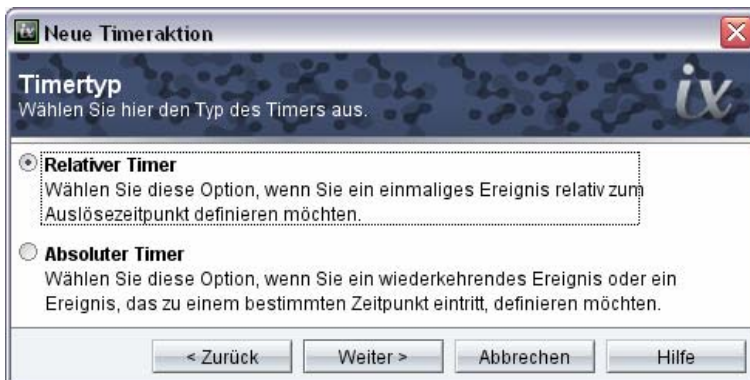 ix Neue Timeraktion
Timertyp
Wählen Sie hier den Typ des Timers aus.
ix
Relativer Timer
Wählen Sie diese Option, wenn Sie ein einmaliges Ereignis relativ zum
Auslösezeitpunkt definieren möchten.
Absoluter Timer
Wählen Sie diese Option, wenn Sie ein wiederkehrendes Ereignis oder ein
Ereignis, das zu einem bestimmten Zeitpunkt eintritt, definieren möchten.
< Zurück Weiter > Abbrechen Hilfe